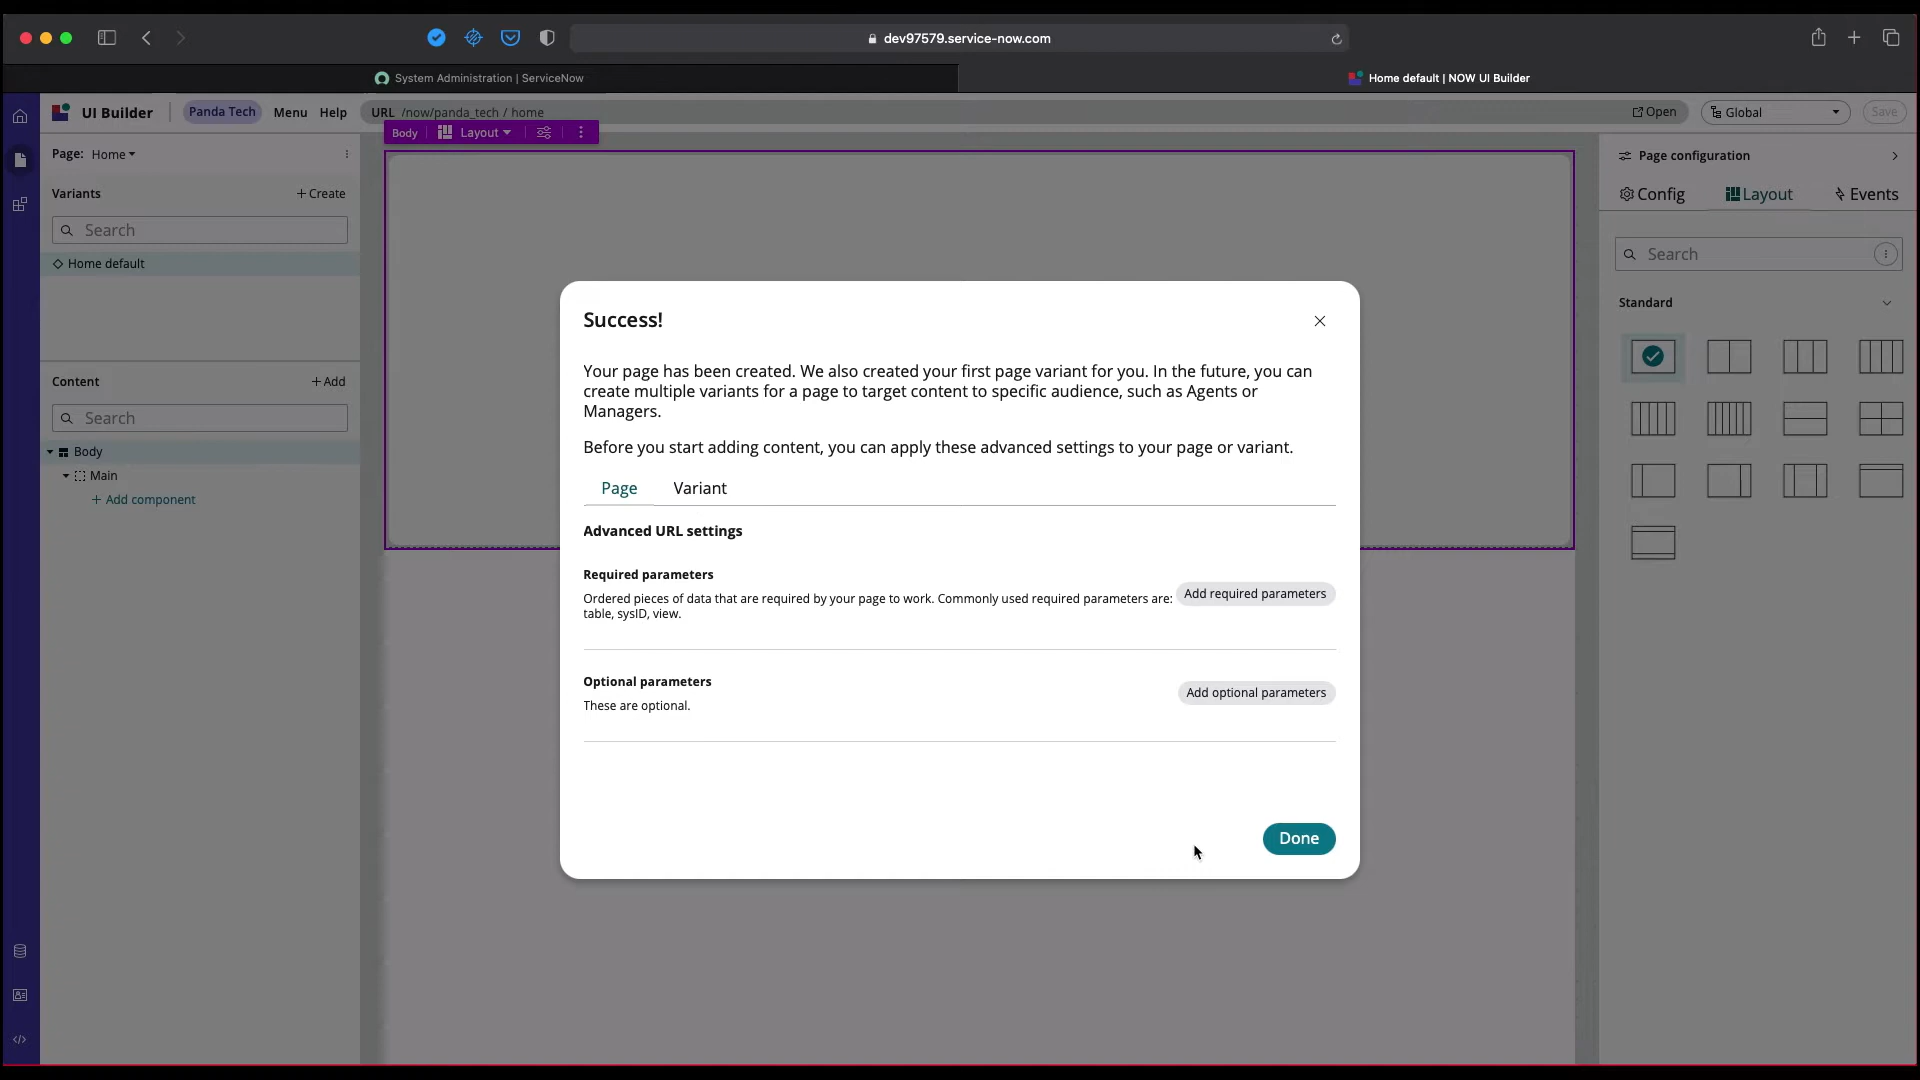 dev97579.service-now.com
System Administration | ServiceNow
Home default | NOW UI Builder
UI Builder
Panda Tech
Menu
Help
URL /now/panda_tech / home
Open
Global
Save
Body
Layout
Page: Home
Variants
+ Create
Search
Home default
Content
+ Add
Search
Body
Main
+ Add component
Success!
Your page has been created. We also created your first page variant for you. In the future, you can
create multiple variants for a page to target content to specific audience, such as Agents or
Managers.
Before you start adding content, you can apply these advanced settings to your page or variant.
Page
Variant
Advanced URL settings
Required parameters
Ordered pieces of data that are required by your page to work. Commonly used required parameters are:
table, sysID, view.
Add required parameters
Optional parameters
These are optional.
Add optional parameters
Done
Page configuration
Config
Layout
Events
Search
Standard